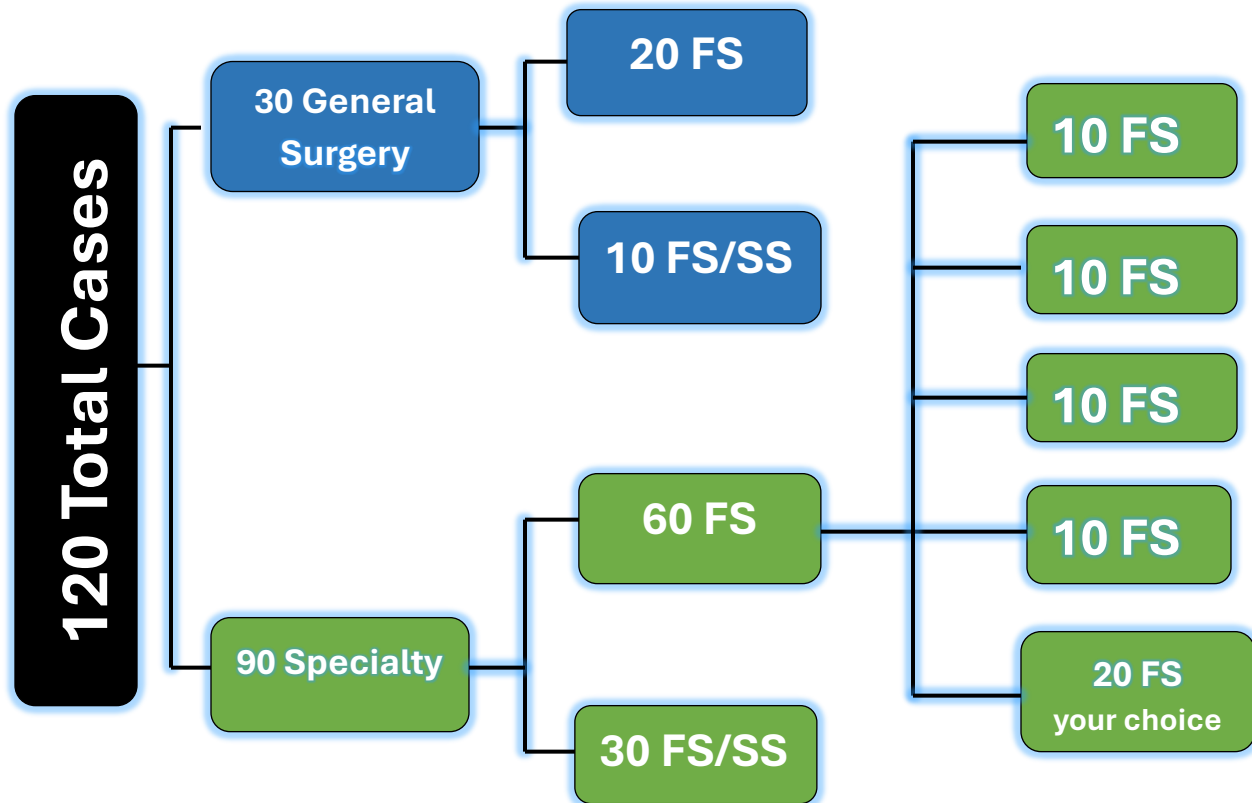 120 Total Cases
30 General
Surgery
20 FS
10 FS/SS
90 Specialty
60 FS
30 FS/SS
10 FS
10 FS
10 FS
10 FS
20 FS
your choice